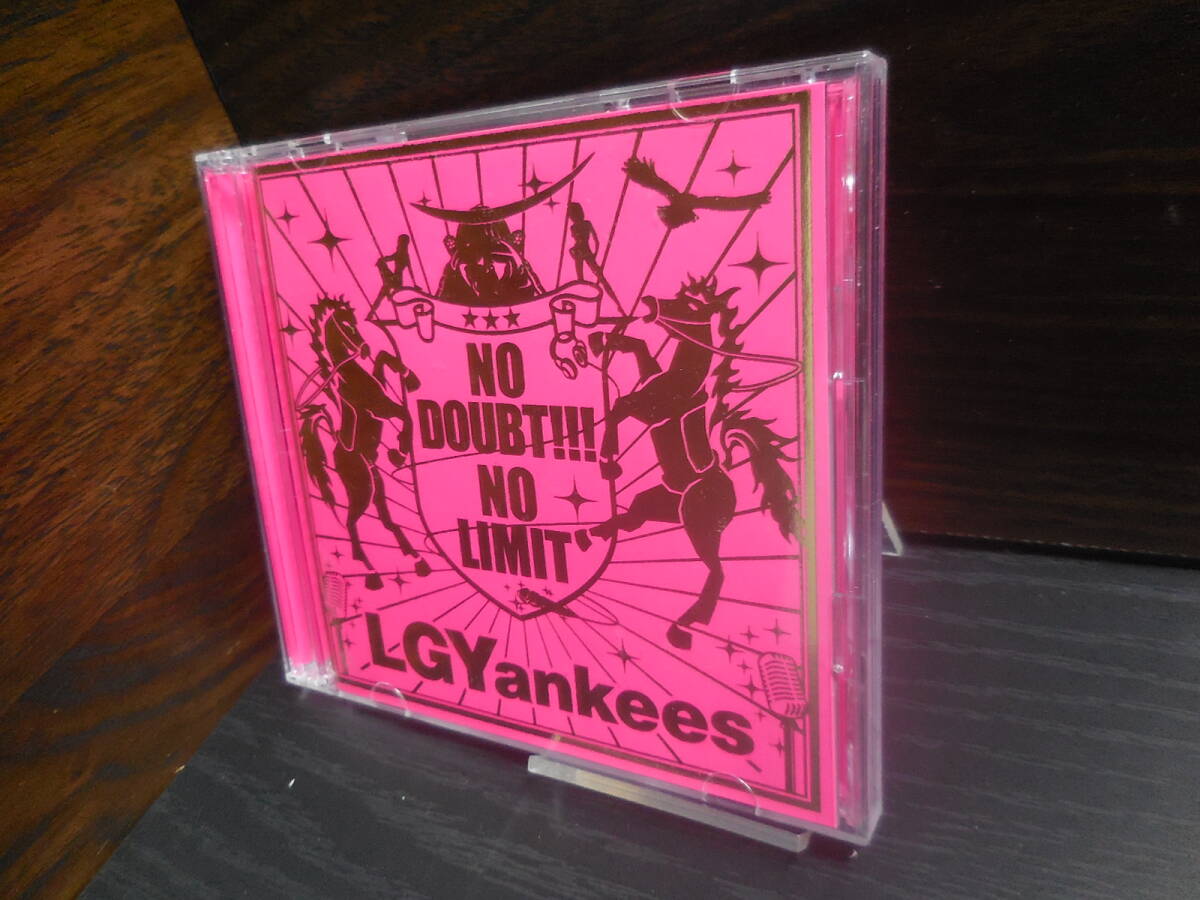 NO
DOUBT!!!
NO
LIMIT
LGYankees